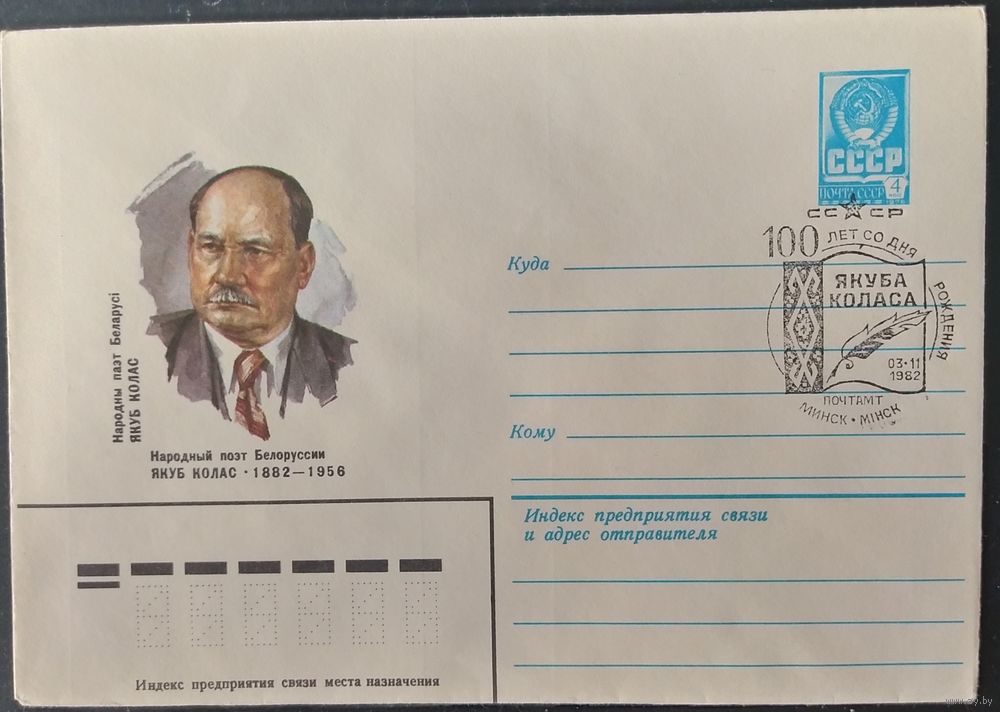 СССР
ПОЧТА СССР
4
СССР
100 ЛЕТ СО ДНЯ
РОЖДЕНИЯ
ЯКУБА
КОЛАСА
03·11
1982
ПОЧТАМТ
МИНСК · МІНСК
Народны паэт Беларусі
ЯКУБ КОЛАС
Народный поэт Белоруссии
ЯКУБ КОЛАС · 1882—1956
Куда
Кому
Индекс предприятия связи
и адрес отправителя
Индекс предприятия связи места назначения